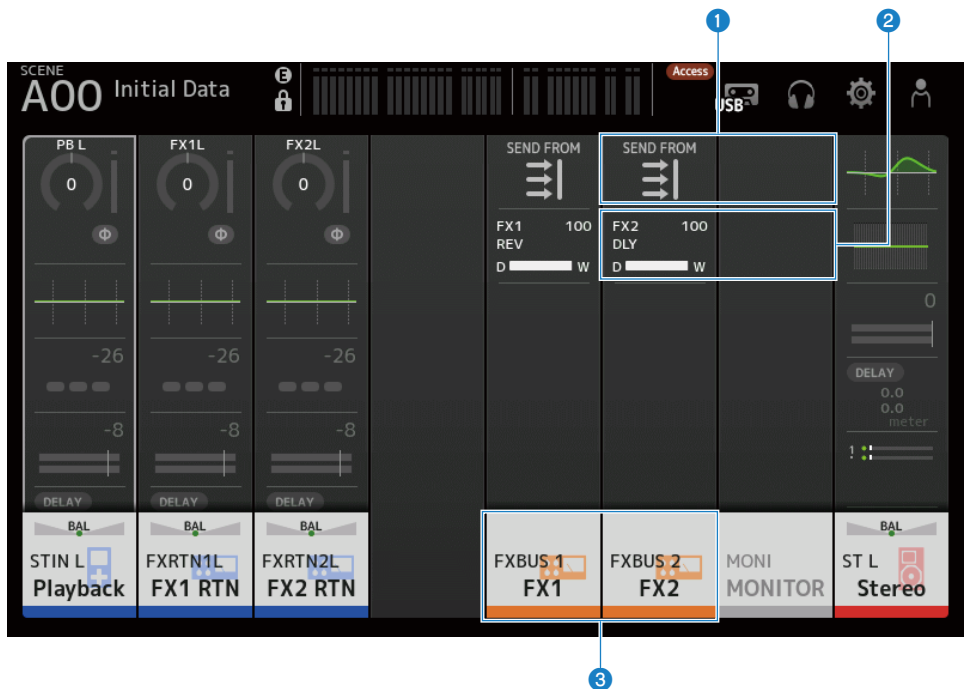 1
2
SCENE
A00 Initial Data
E
Access
USB
PB L
FX1L
FX2L
SEND FROM
SEND FROM
0
0
0
Φ
Φ
Φ
FX1 100
REV
D W
FX2 100
DLY
D W
0
-26
-26
-26
DELAY
0.0
0.0
meter
-8
-8
-8
1
DELAY
DELAY
DELAY
BAL
BAL
BAL
BAL
STIN L
Playback
FXRTN1L
FX1 RTN
FXRTN2L
FX2 RTN
FXBUS 1
FX1
FXBUS 2
FX2
MONI
MONITOR
ST L
Stereo
3